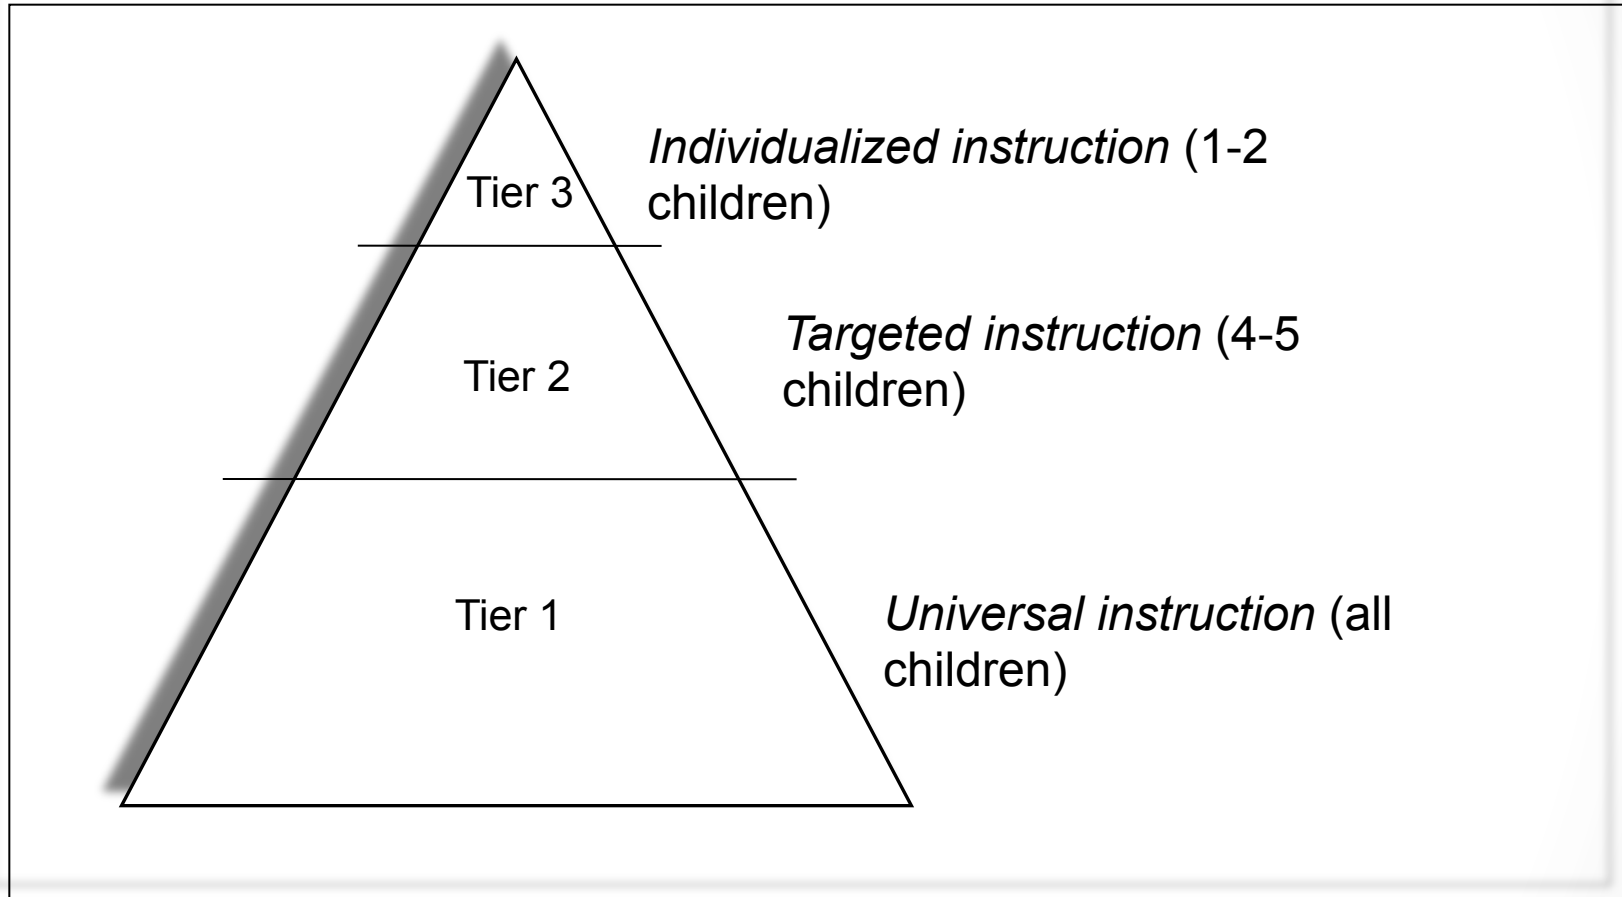 Individualized instruction (1-2
children)
Tier 3
Targeted instruction (4-5
children)
Tier 2
Universal instruction (all
children)
Tier 1